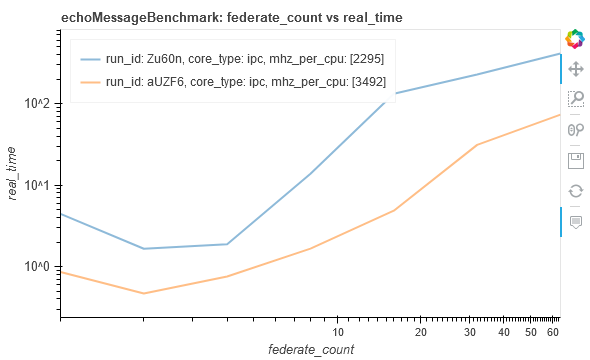 echoMessageBenchmark: federate_count vs real_time
run_id: Zu60n, core_type: ipc, mhz_per_cpu: [2295]
run_id: aUZF6, core_type: ipc, mhz_per_cpu: [3492]
10^2
10^1
10^0
real_time
10 20 30 40 50 60
federate_count